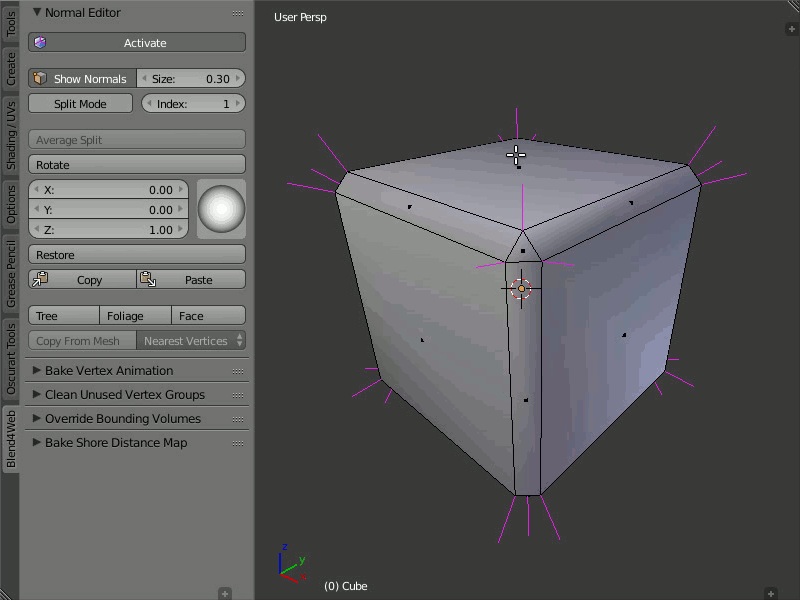 Normal Editor
Activate
Show Normals
Size: 0.30
Split Mode
Index: 1
Average Split
Rotate
X: 0.00
Y: 0.00
Z: 1.00
Restore
Copy
Paste
Tree
Foliage
Face
Copy From Mesh
Nearest Vertices
Bake Vertex Animation
Clean Unused Vertex Groups
Override Bounding Volumes
Bake Shore Distance Map
Tools
Create
Shading / UVs
Options
Grease Pencil
Oscurart Tools
Blend4Web
User Persp
z
y
x
(0) Cube